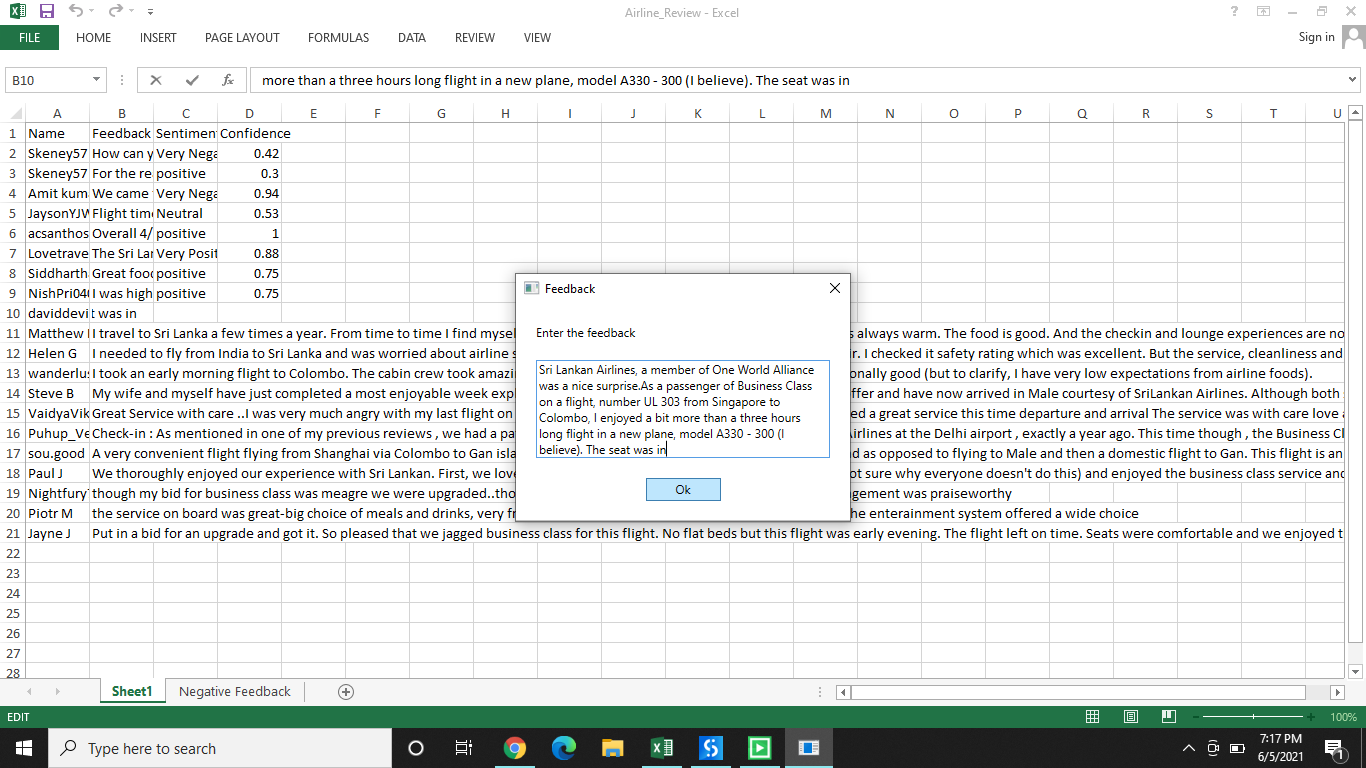 Airline_Review - Excel
FILE HOME INSERT PAGE LAYOUT FORMULAS DATA REVIEW VIEW Sign in
B10 fx more than a three hours long flight in a new plane, model A330 - 300 (I believe). The seat was in
A B C D E F G H I J K L M N O P Q R S T U
1 Name Feedback Sentimen Confidence
2 Skeney57 How can y Very Nega 0.42
3 Skeney57 For the re positive 0.3
4 Amit kum We came Very Nega 0.94
5 JaysonYJW Flight time Neutral 0.53
6 acsanthos Overall 4/ positive 1
7 Lovetrave The Sri Lan Very Posit 0.88
8 Siddharth Great food positive 0.75
9 NishPri040 I was high positive 0.75
10 daviddevi t was in
11 Matthew I travel to Sri Lanka a few times a year. From time to time I find mysel s always warm. The food is good. And the checkin and lounge experiences are no
12 Helen G I needed to fly from India to Sri Lanka and was worried about airline s r. I checked it safety rating which was excellent. But the service, cleanliness and
13 wanderlus I took an early morning flight to Colombo. The cabin crew took amazi onally good (but to clarify, I have very low expectations from airline foods).
14 Steve B My wife and myself have just completed a most enjoyable week exp ffer and have now arrived in Male courtesy of SriLankan Airlines. Although both
15 VaidyaVik Great Service with care ..I was very much angry with my last flight on ed a great service this time departure and arrival The service was with care love a
16 Puhup_Ve Check-in : As mentioned in one of my previous reviews , we had a pa Airlines at the Delhi airport , exactly a year ago. This time though , the Business Cl
17 sou.good A very convenient flight flying from Shanghai via Colombo to Gan isla d as opposed to flying to Male and then a domestic flight to Gan. This flight is an
18 Paul J We thoroughly enjoyed our experience with Sri Lankan. First, we love ot sure why everyone doesn't do this) and enjoyed the business class service and
19 Nightfury though my bid for business class was meagre we were upgraded..tho gement was praiseworthy
20 Piotr M the service on board was great-big choice of meals and drinks, very fr he enterainment system offered a wide choice
21 Jayne J Put in a bid for an upgrade and got it. So pleased that we jagged business class for this flight. No flat beds but this flight was early evening. The flight left on time. Seats were comfortable and we enjoyed t
22
23
24
25
26
27
28
Feedback
Enter the feedback
Sri Lankan Airlines, a member of One World Alliance
was a nice surprise.As a passenger of Business Class
on a flight, number UL 303 from Singapore to
Colombo, I enjoyed a bit more than a three hours
long flight in a new plane, model A330 - 300 (I
believe). The seat was in
Ok
Sheet1 Negative Feedback
EDIT 100%
Type here to search
7:17 PM
6/5/2021
1